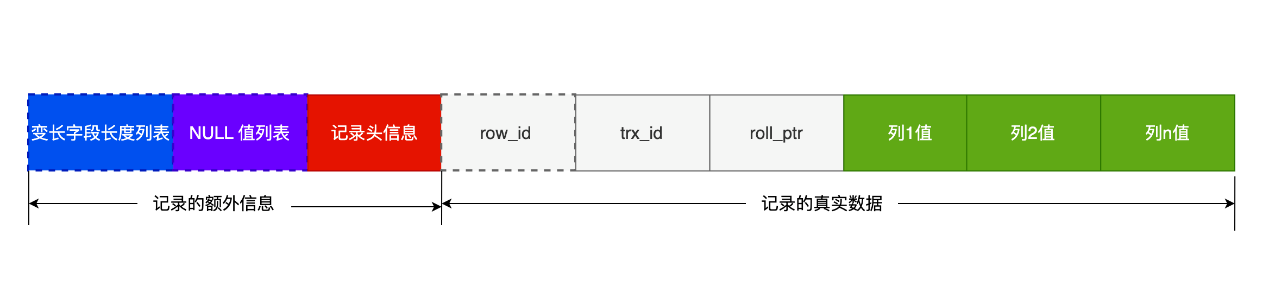 变长字段长度列表 NULL 值列表 记录头信息 row_id trx_id roll_ptr 列1值 列2值 列n值
记录的额外信息 记录的真实数据